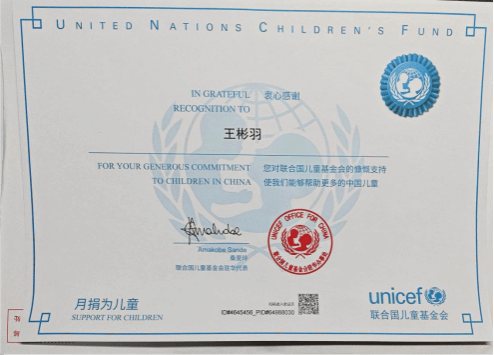 UNITED NATIONS CHILDREN'S FUND
IN GRATEFUL 衷心感谢
RECOGNITION TO
王彬羽
FOR YOUR GENEROUS COMMITMENT 您对联合国儿童基金会的慷慨支持
TO CHILDREN IN CHINA 使我们能够帮助更多的中国儿童
UNICEF OFFICE FOR CHINA
Amakobe Sande
桑爱玲
联合国儿童基金会驻华代表
月捐为儿童
SUPPORT FOR CHILDREN
unicef
联合国儿童基金会